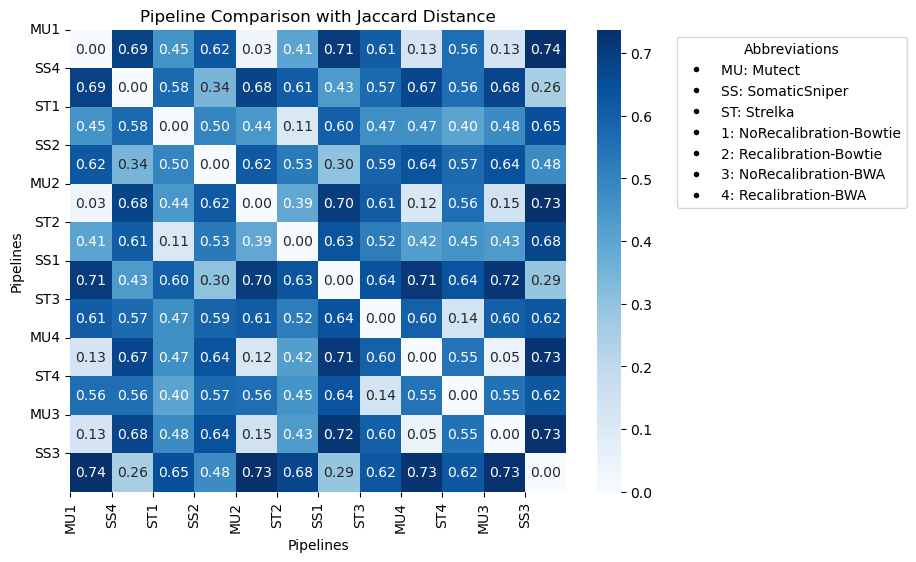 Pipeline Comparison with Jaccard Distance
Pipelines
MU1
SS4
ST1
SS2
MU2
ST2
SS1
ST3
MU4
ST4
MU3
SS3
0.00 0.69 0.45 0.62 0.03 0.41 0.71 0.61 0.13 0.56 0.13 0.74
0.69 0.00 0.58 0.34 0.68 0.61 0.43 0.57 0.67 0.56 0.68 0.26
0.45 0.58 0.00 0.50 0.44 0.11 0.60 0.47 0.47 0.40 0.48 0.65
0.62 0.34 0.50 0.00 0.62 0.53 0.30 0.59 0.64 0.57 0.64 0.48
0.03 0.68 0.44 0.62 0.00 0.39 0.70 0.61 0.12 0.56 0.15 0.73
0.41 0.61 0.11 0.53 0.39 0.00 0.63 0.52 0.42 0.45 0.43 0.68
0.71 0.43 0.60 0.30 0.70 0.63 0.00 0.64 0.71 0.64 0.72 0.29
0.61 0.57 0.47 0.59 0.61 0.52 0.64 0.00 0.60 0.14 0.60 0.62
0.13 0.67 0.47 0.64 0.12 0.42 0.71 0.60 0.00 0.55 0.05 0.73
0.56 0.56 0.40 0.57 0.56 0.45 0.64 0.14 0.55 0.00 0.55 0.62
0.13 0.68 0.48 0.64 0.15 0.43 0.72 0.60 0.05 0.55 0.00 0.73
0.74 0.26 0.65 0.48 0.73 0.68 0.29 0.62 0.73 0.62 0.73 0.00
MU1 SS4 ST1 SS2 MU2 ST2 SS1 ST3 MU4 ST4 MU3 SS3
Pipelines
0.7
0.6
0.5
0.4
0.3
0.2
0.1
0.0
Abbreviations
MU: Mutect
SS: SomaticSniper
ST: Strelka
1: NoRecalibration-Bowtie
2: Recalibration-Bowtie
3: NoRecalibration-BWA
4: Recalibration-BWA